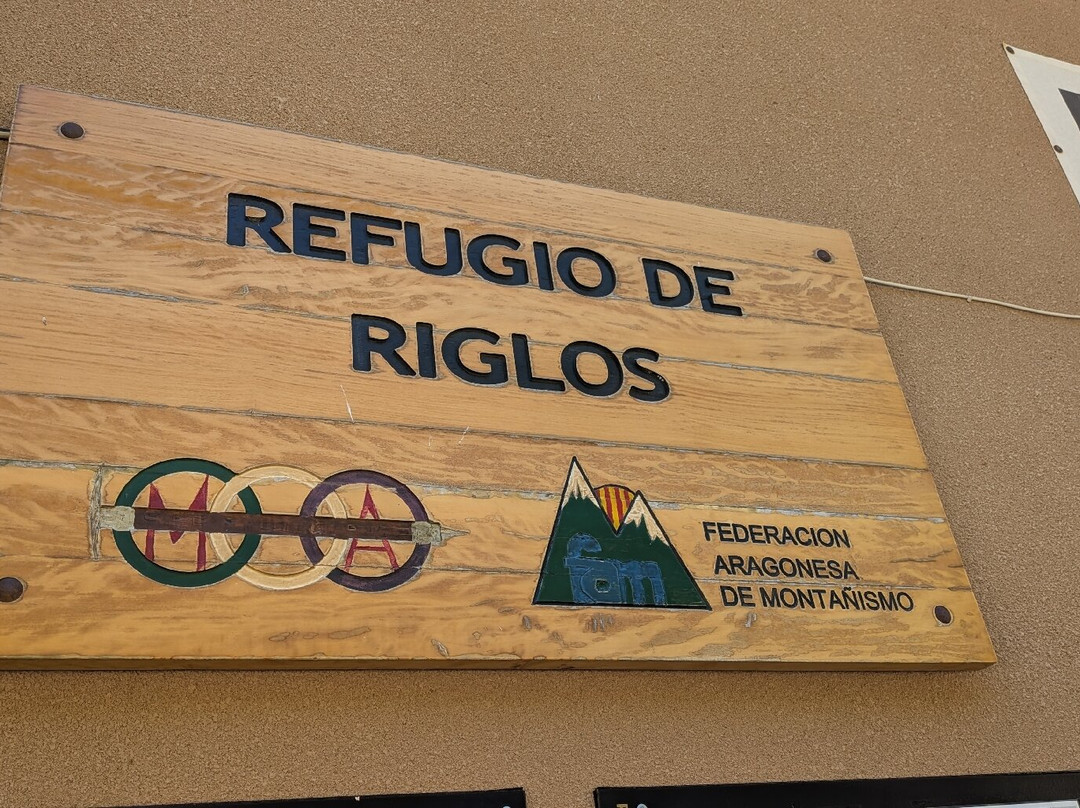 REFUGIO DE
RIGLOS
M A
fam
FEDERACION
ARAGONESA
DE MONTAÑISMO